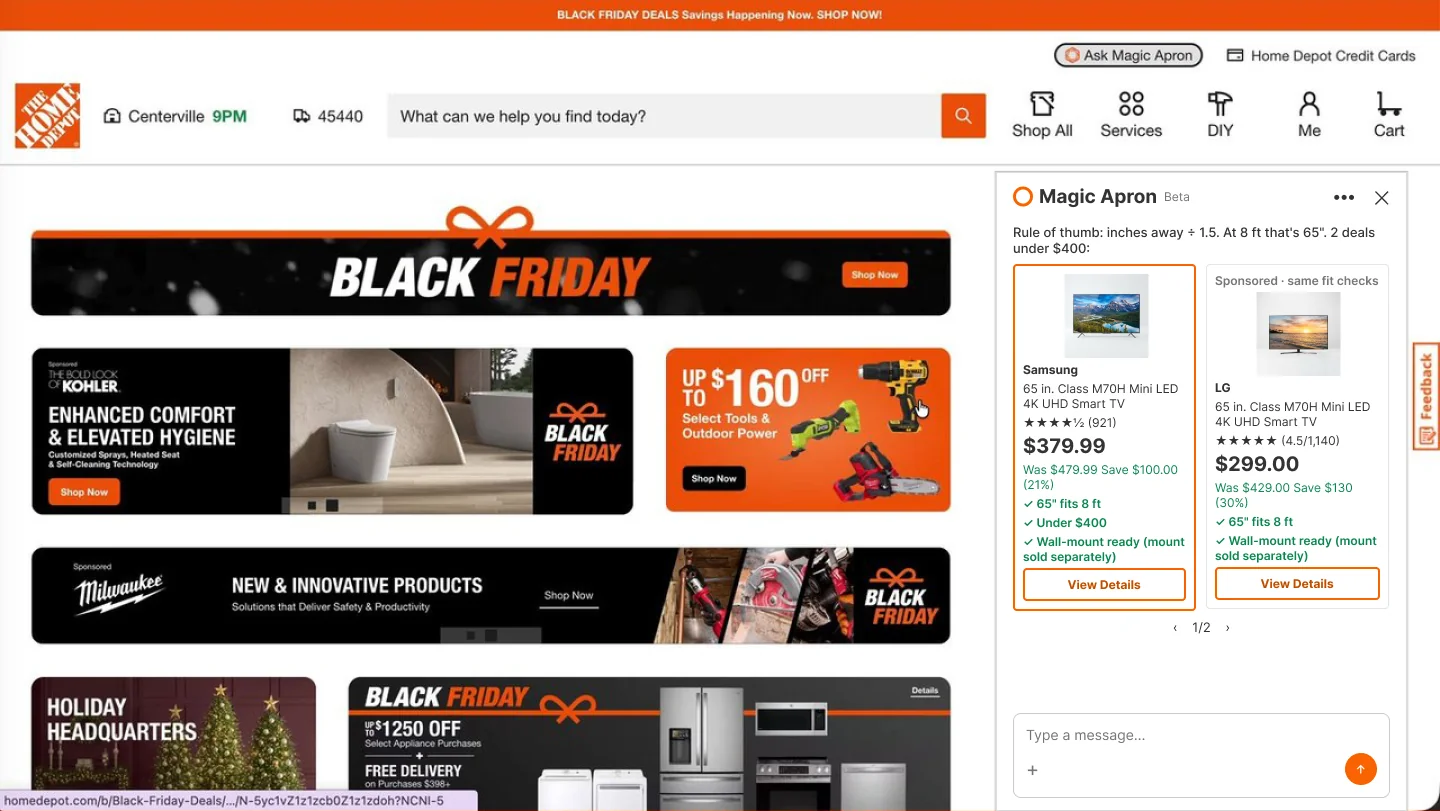 BLACK FRIDAY DEALS Savings Happening Now. SHOP NOW!
Ask Magic Apron
Home Depot Credit Cards
THE HOME DEPOT
Centerville 9PM
45440
What can we help you find today?
Shop All
Services
DIY
Me
Cart
BLACK FRIDAY
Shop Now
Sponsored
THE BOLD LOOK
OF KOHLER
ENHANCED COMFORT
& ELEVATED HYGIENE
Customized Sprays, Heated Seat
& Self-Cleaning Technology
Shop Now
BLACK
FRIDAY
UP TO $160 OFF
Select Tools &
Outdoor Power
Shop Now
Sponsored
Milwaukee
NEW & INNOVATIVE PRODUCTS
Solutions that Deliver Safety & Productivity
Shop Now
BLACK
FRIDAY
HOLIDAY
HEADQUARTERS
BLACK FRIDAY
Details
UP TO $1250 OFF
Select Appliance Purchases
+
FREE DELIVERY
on Purchases $398+
homedepot.com/b/Black-Friday-Deals/.../N-5yc1vZ1z1zcb0Z1z1zdoh?NCNI-5
Magic Apron Beta
Rule of thumb: inches away ÷ 1.5. At 8 ft that's 65". 2 deals
under $400:
Samsung
65 in. Class M70H Mini LED
4K UHD Smart TV
★★★★½ (921)
$379.99
Was $479.99 Save $100.00
(21%)
✓ 65" fits 8 ft
✓ Under $400
✓ Wall-mount ready (mount
sold separately)
View Details
Sponsored · same fit checks
LG
65 in. Class M70H Mini LED
4K UHD Smart TV
★★★★★ (4.5/1,140)
$299.00
Was $429.00 Save $130
(30%)
✓ 65" fits 8 ft
✓ Wall-mount ready (mount
sold separately)
View Details
‹ 1/2 ›
Type a message...
Feedback